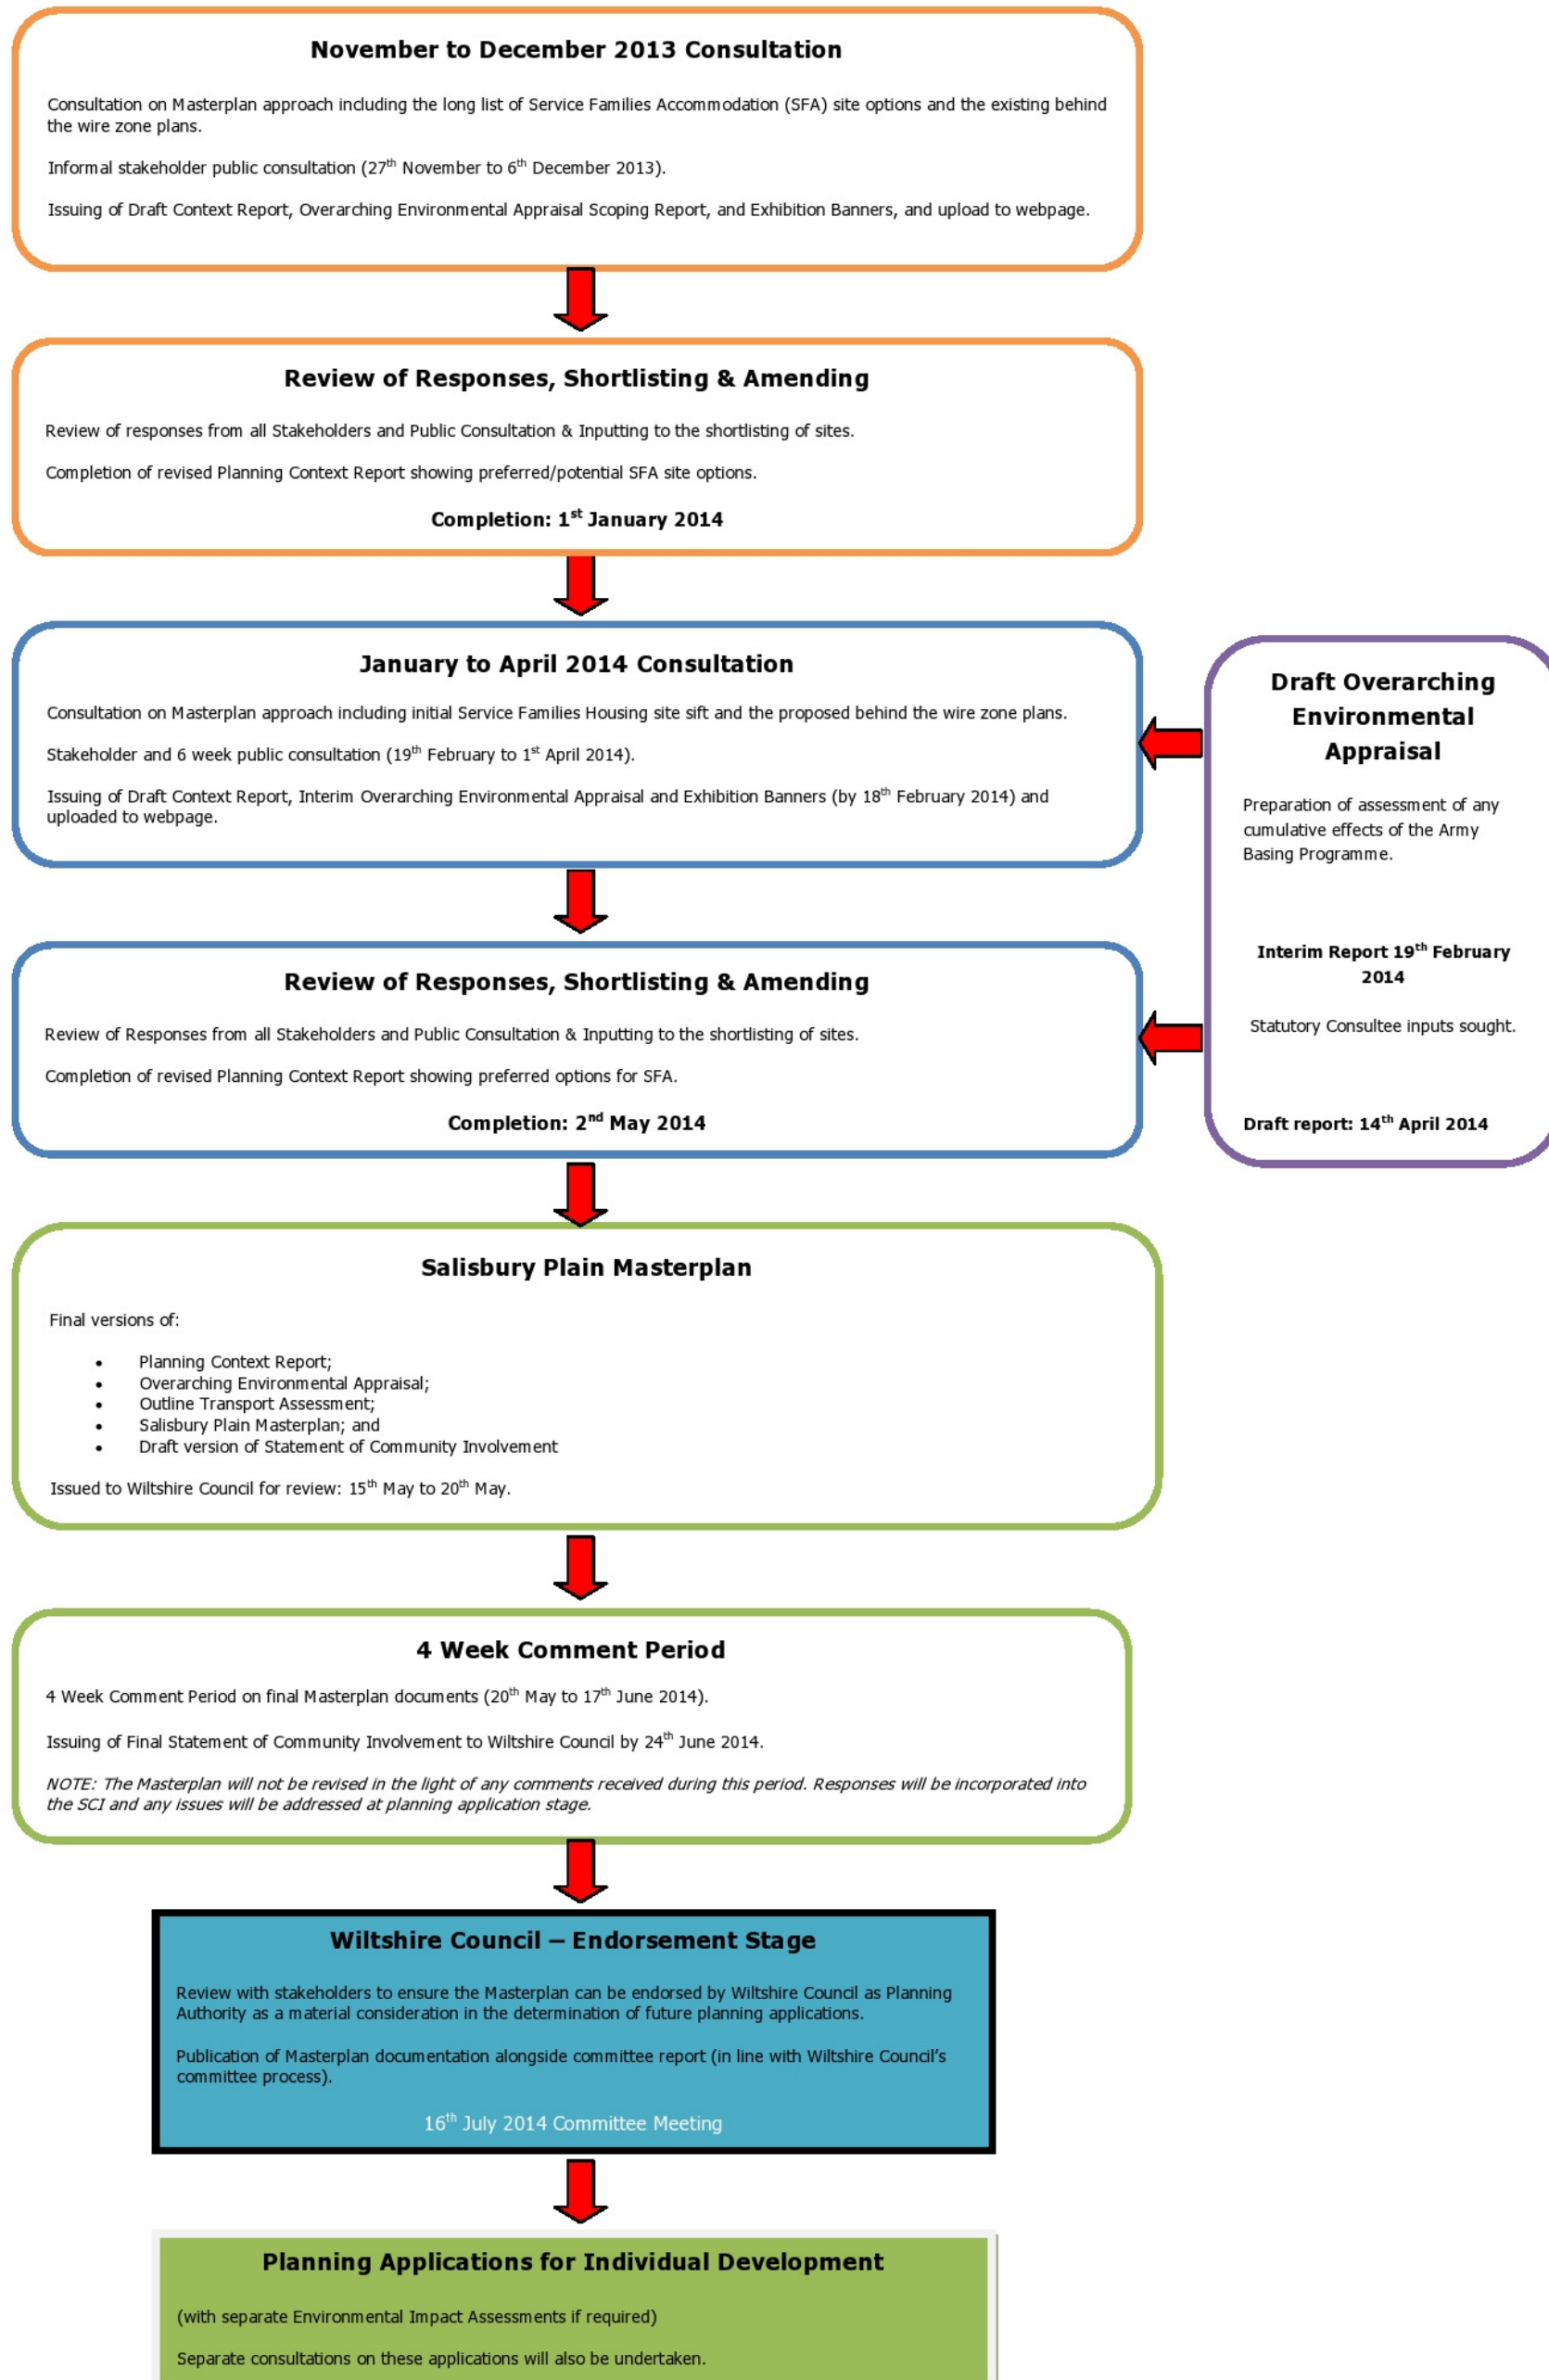 November to December 2013 Consultation
Consultation on Masterplan approach including the long list of Service Families Accommodation (SFA) site options and the existing behind
the wire zone plans.
Informal stakeholder public consultation (27th November to 6th December 2013).
Issuing of Draft Context Report, Overarching Environmental Appraisal Scoping Report, and Exhibition Banners, and upload to webpage.
Review of Responses, Shortlisting & Amending
Review of responses from all Stakeholders and Public Consultation & Inputting to the shortlisting of sites.
Completion of revised Planning Context Report showing preferred/potential SFA site options.
Completion: 1st January 2014
January to April 2014 Consultation
Consultation on Masterplan approach including initial Service Families Housing site sift and the proposed behind the wire zone plans.
Stakeholder and 6 week public consultation (19th February to 1st April 2014).
Issuing of Draft Context Report, Interim Overarching Environmental Appraisal and Exhibition Banners (by 18th February 2014) and
uploaded to webpage.
Draft Overarching
Environmental
Appraisal
Preparation of assessment of any
cumulative effects of the Army
Basing Programme.
Interim Report 19th February
2014
Statutory Consultee inputs sought.
Draft report: 14th April 2014
Review of Responses, Shortlisting & Amending
Review of Responses from all Stakeholders and Public Consultation & Inputting to the shortlisting of sites.
Completion of revised Planning Context Report showing preferred options for SFA.
Completion: 2nd May 2014
Salisbury Plain Masterplan
Final versions of:
• Planning Context Report;
• Overarching Environmental Appraisal;
• Outline Transport Assessment;
• Salisbury Plain Masterplan; and
• Draft version of Statement of Community Involvement
Issued to Wiltshire Council for review: 15th May to 20th May.
4 Week Comment Period
4 Week Comment Period on final Masterplan documents (20th May to 17th June 2014).
Issuing of Final Statement of Community Involvement to Wiltshire Council by 24th June 2014.
NOTE: The Masterplan will not be revised in the light of any comments received during this period. Responses will be incorporated into
the SCI and any issues will be addressed at planning application stage.
Wiltshire Council – Endorsement Stage
Review with stakeholders to ensure the Masterplan can be endorsed by Wiltshire Council as Planning
Authority as a material consideration in the determination of future planning applications.
Publication of Masterplan documentation alongside committee report (in line with Wiltshire Council's
committee process).
16th July 2014 Committee Meeting
Planning Applications for Individual Development
(with separate Environmental Impact Assessments if required)
Separate consultations on these applications will also be undertaken.